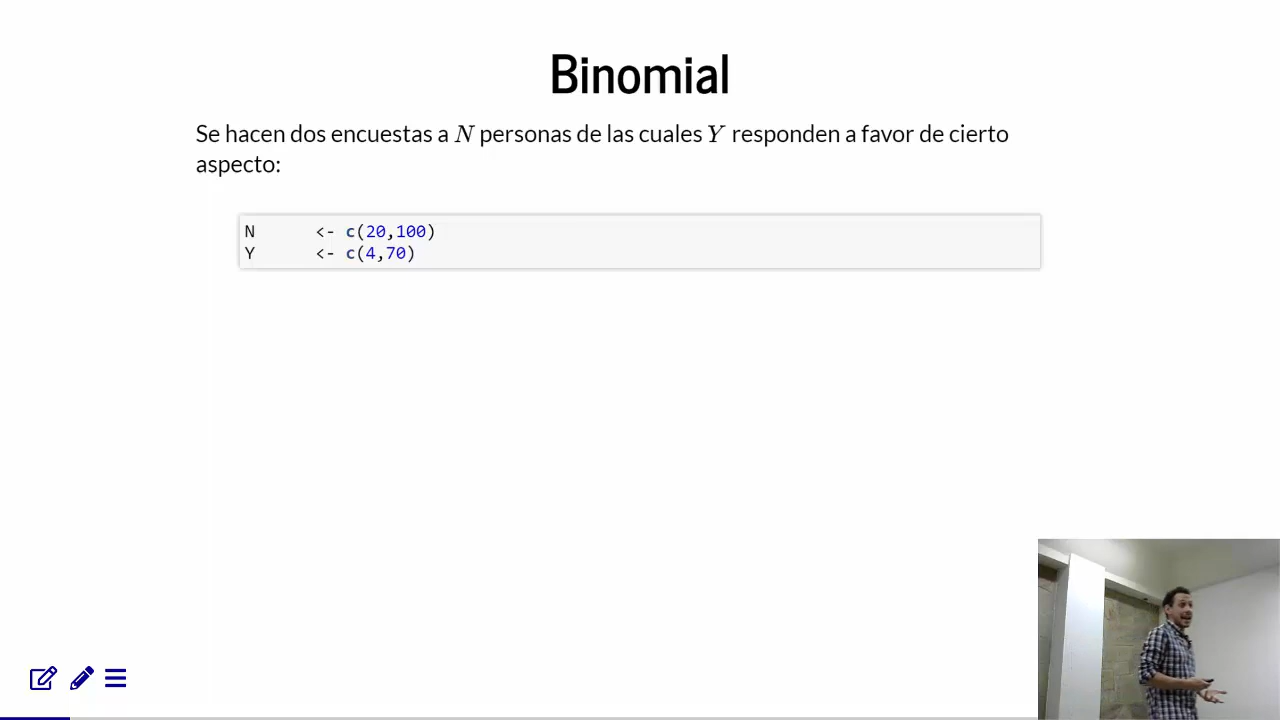 Binomial
Se hacen dos encuestas a N personas de las cuales Y responden a favor de cierto
aspecto:
N <- c(20,100)
Y <- c(4,70)